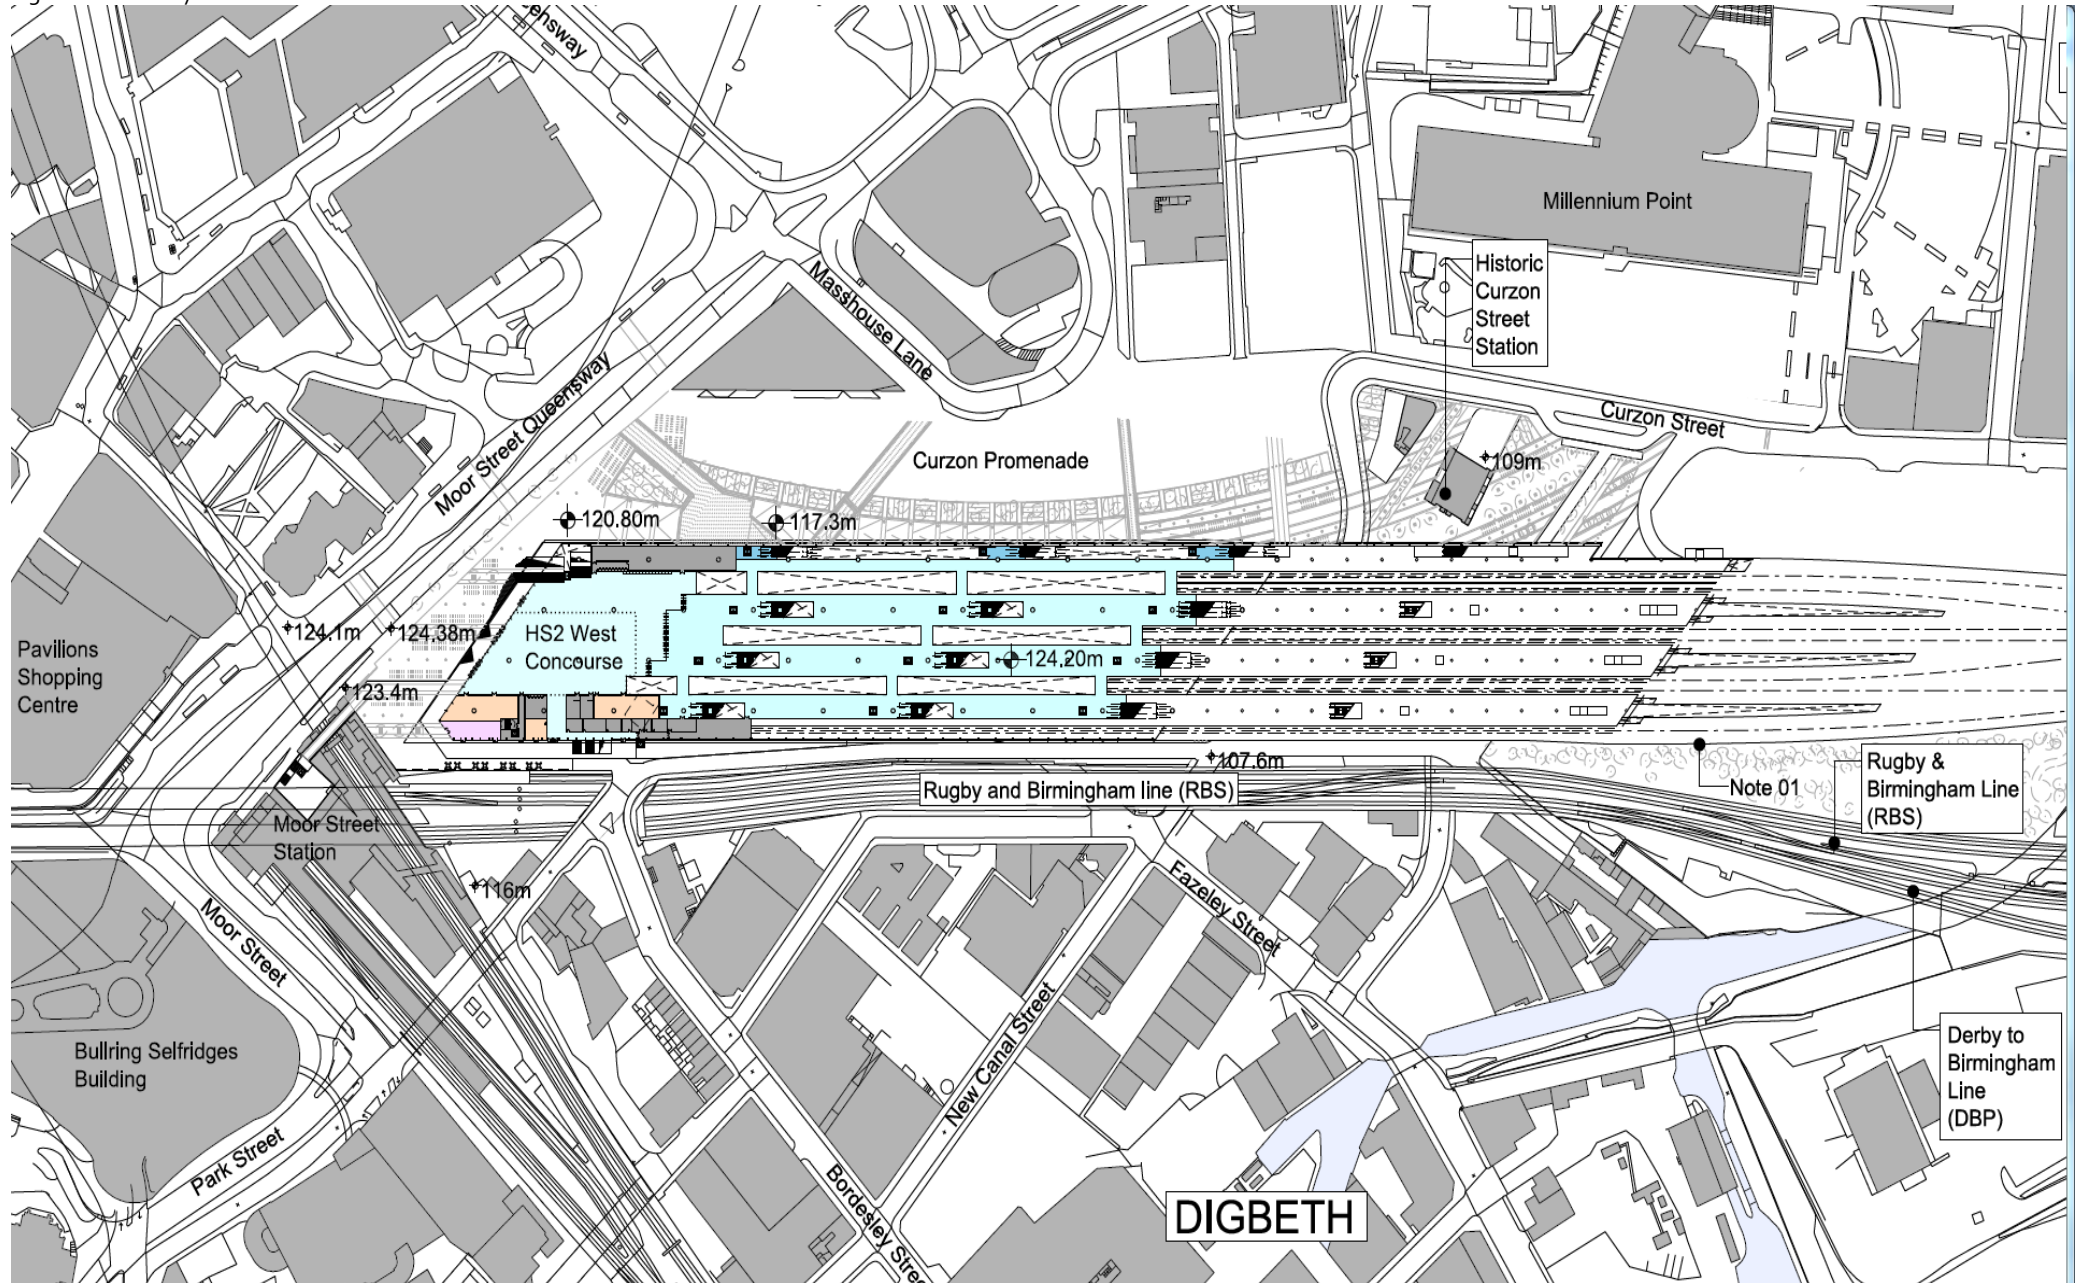 ensway
Millennium Point
Historic
Curzon
Street
Station
Masshouse Lane
Moor Street Queensway
Curzon Street
Curzon Promenade
109m
120.80m
117.3m
124.1m
124.38m
HS2 West
Concourse
124.20m
Pavilions
Shopping
Centre
123.4m
107.6m
Rugby and Birmingham line (RBS)
Note 01
Rugby &
Birmingham Line
(RBS)
Moor Street
Station
116m
Fazeley Street
Moor Street
New Canal Street
Bullring Selfridges
Building
Derby to
Birmingham
Line
(DBP)
Park Street
Bordesley Stree
DIGBETH